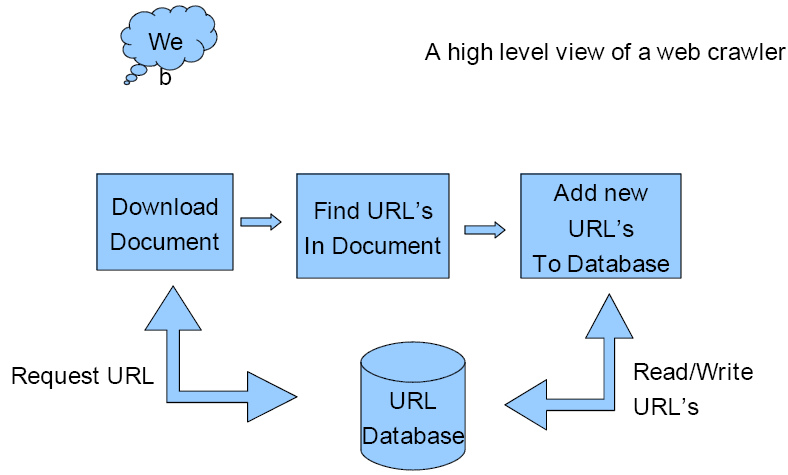 We
b
A high level view of a web crawler
Download
Document
Find URL's
In Document
Add new
URL's
To Database
Request URL
URL
Database
Read/Write
URL's